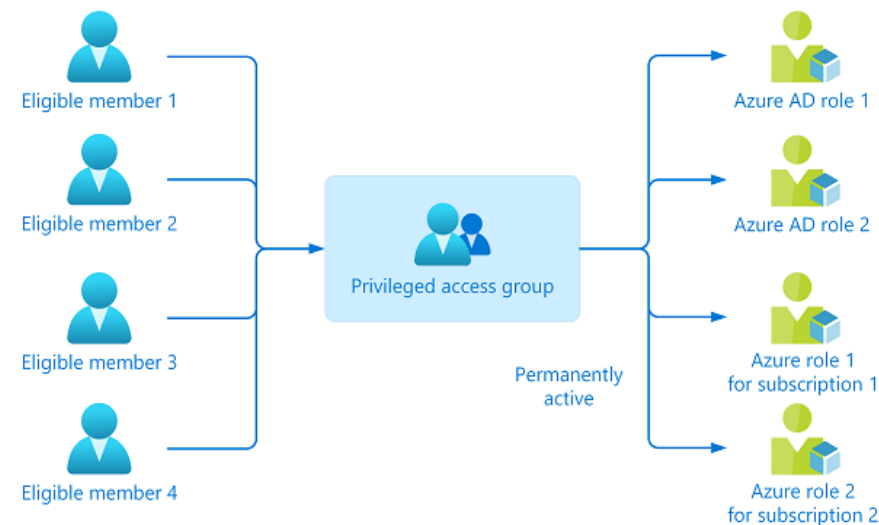 Eligible member 1
Eligible member 2
Eligible member 3
Eligible member 4
Privileged access group
Permanently
active
Azure AD role 1
Azure AD role 2
Azure role 1
for subscription 1
Azure role 2
for subscription 2